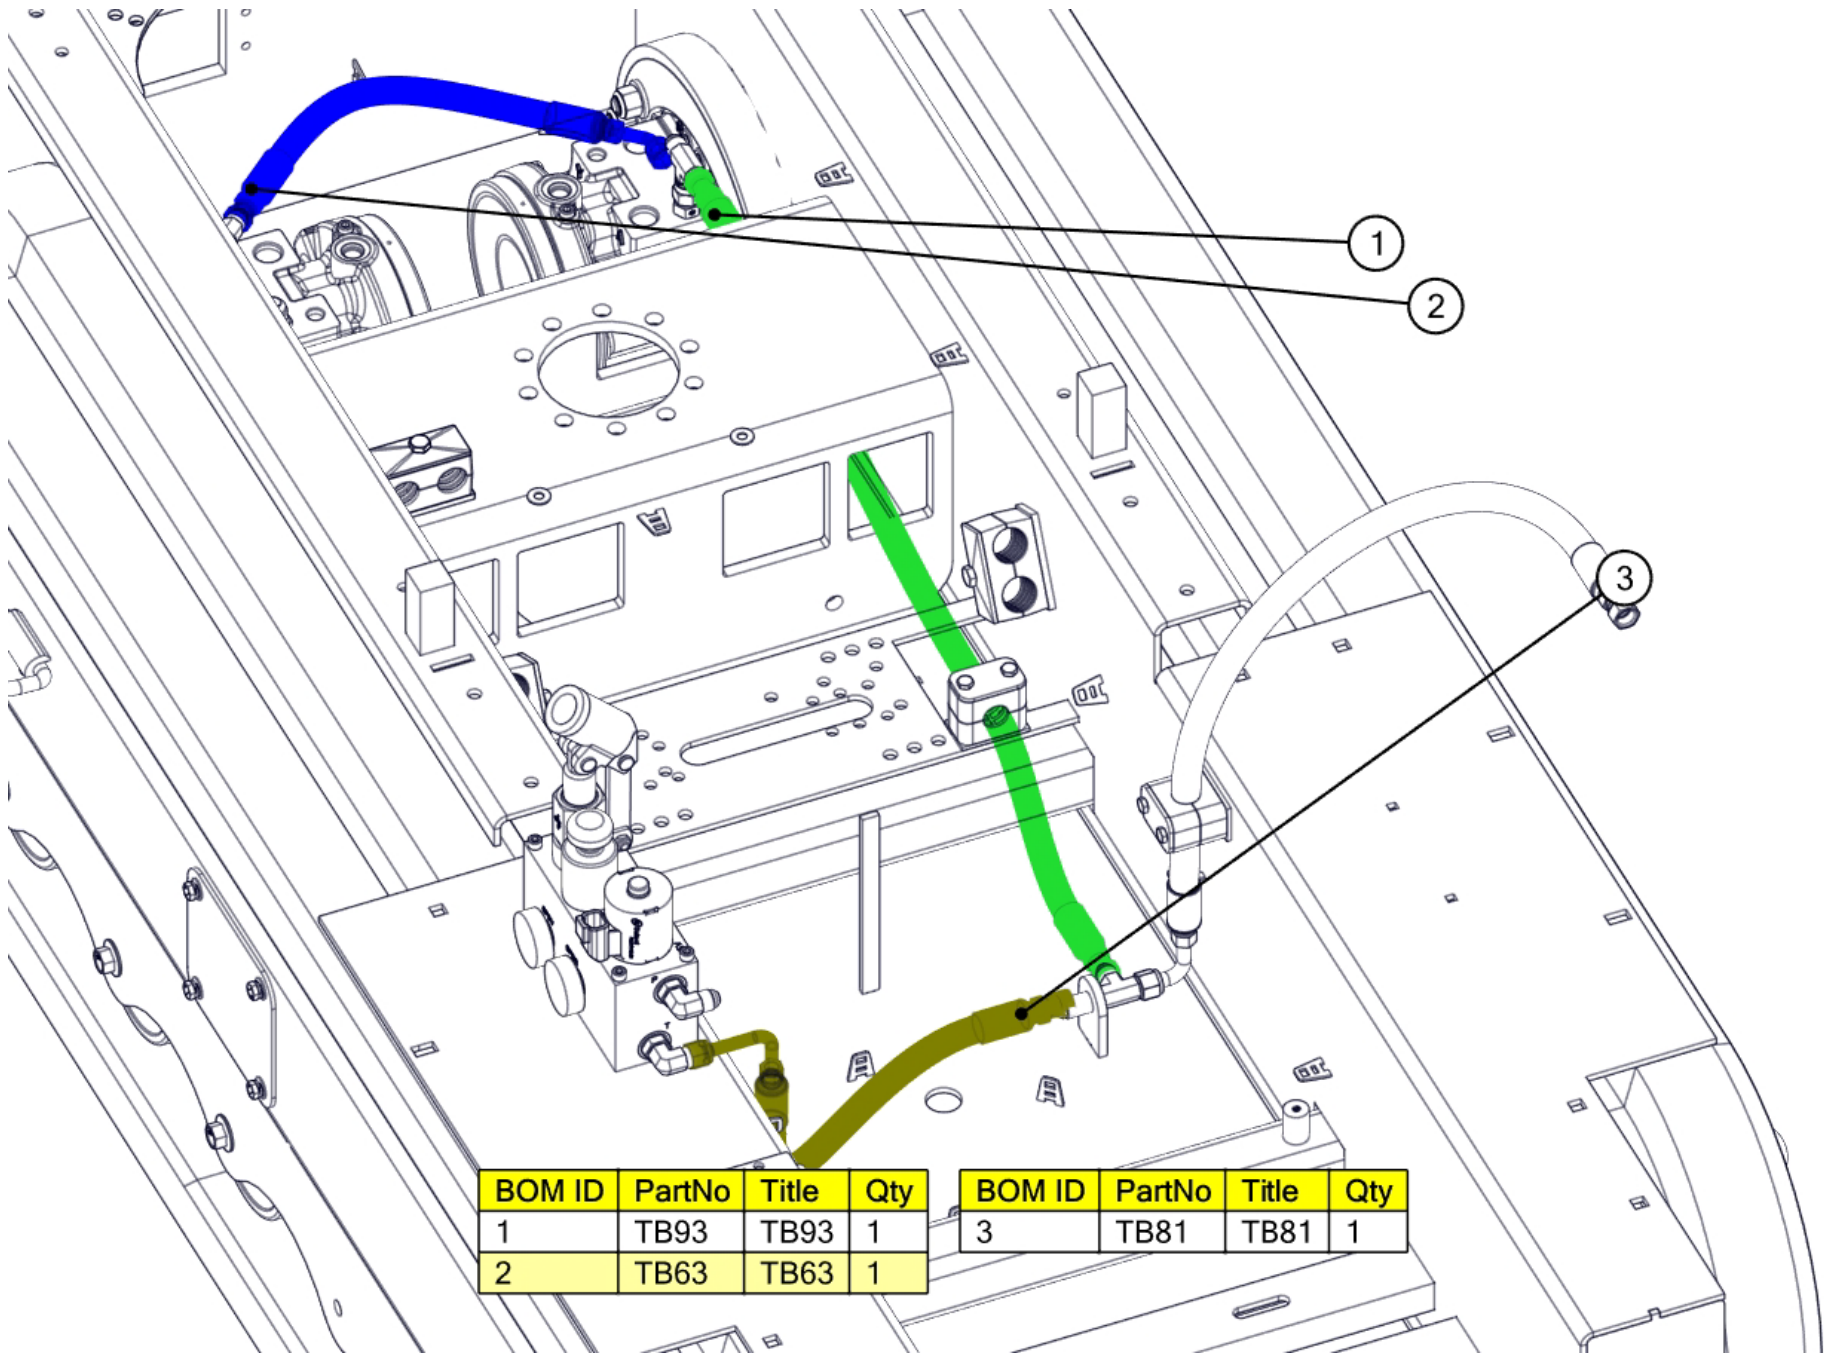 1
2
3
BOM ID PartNo Title Qty
1 TB93 TB93 1
2 TB63 TB63 1
BOM ID PartNo Title Qty
3 TB81 TB81 1